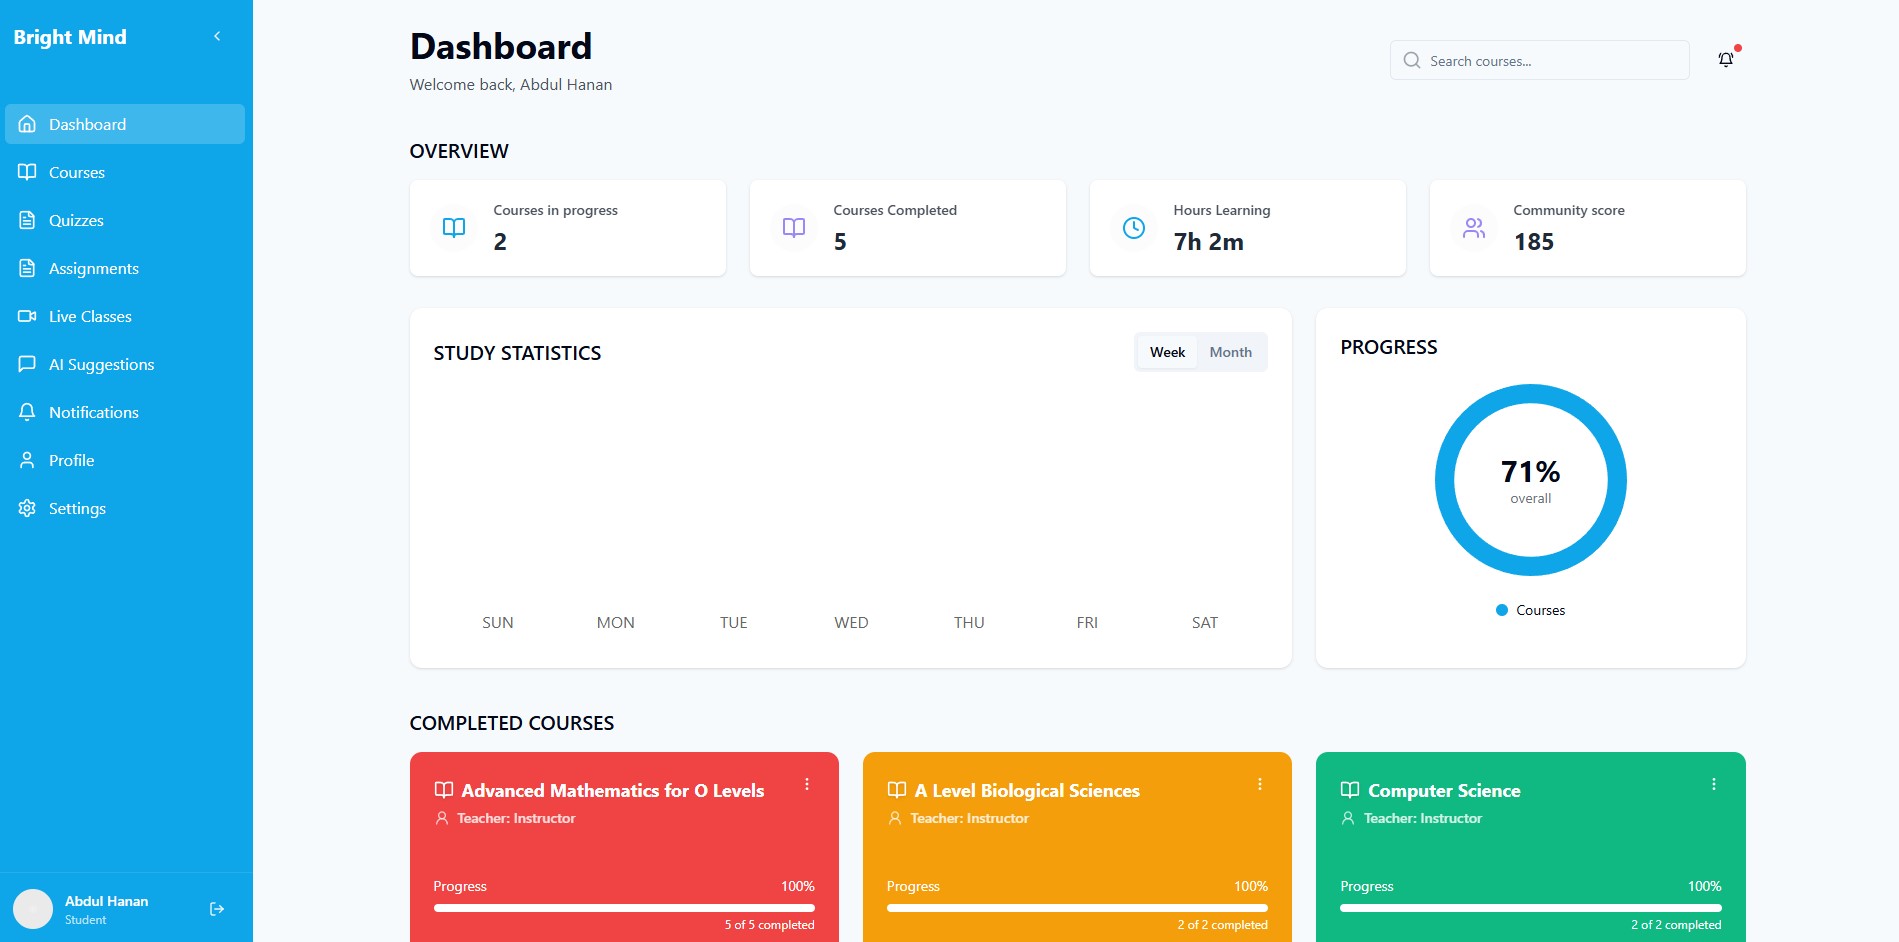 Bright Mind
Dashboard
Courses
Quizzes
Assignments
Live Classes
AI Suggestions
Notifications
Profile
Settings
Abdul Hanan
Student
Dashboard
Welcome back, Abdul Hanan
Search courses...
OVERVIEW
Courses in progress
2
Courses Completed
5
Hours Learning
7h 2m
Community score
185
STUDY STATISTICS
Week Month
SUN MON TUE WED THU FRI SAT
PROGRESS
71%
overall
Courses
COMPLETED COURSES
Advanced Mathematics for O Levels
Teacher: Instructor
Progress 100%
5 of 5 completed
A Level Biological Sciences
Teacher: Instructor
Progress 100%
2 of 2 completed
Computer Science
Teacher: Instructor
Progress 100%
2 of 2 completed